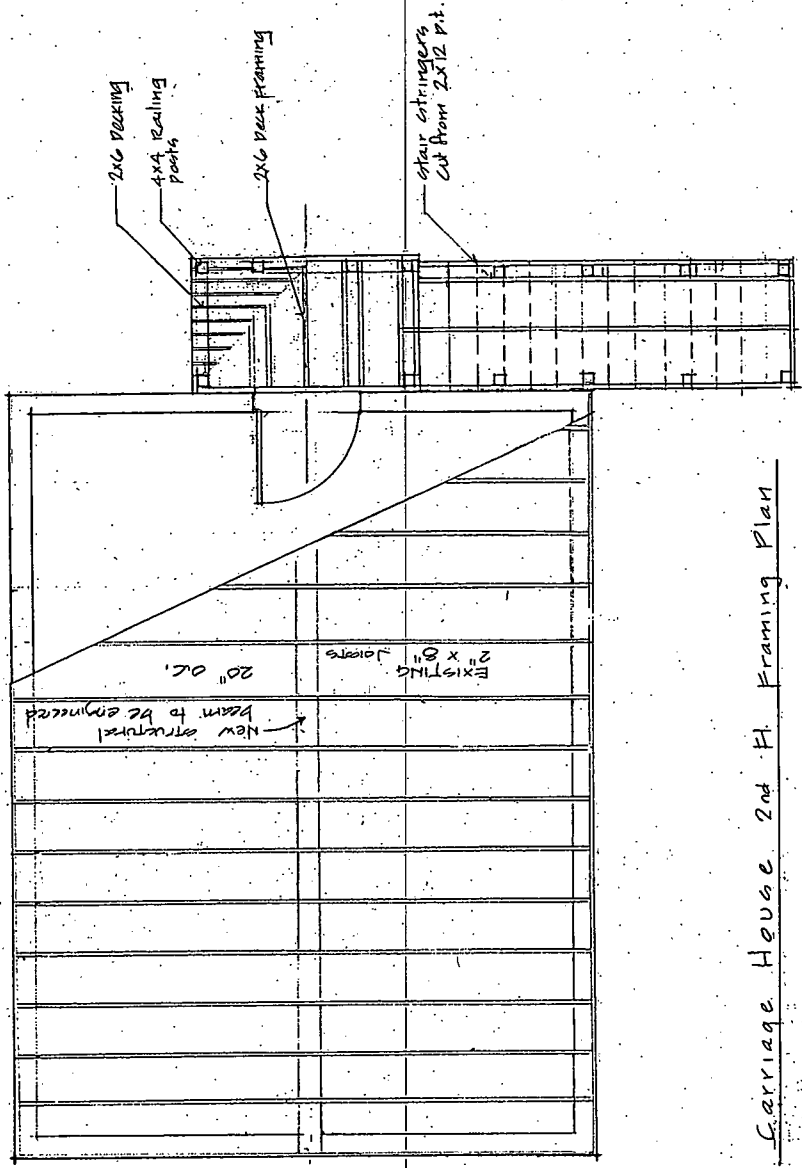 2x6 Decking
4x4 Railing
posts
2x6 Deck Framing
stair stringers
cut from 2x12 p.t.
New structural
beam to be engineered
20" O.C.
EXISTING
2" x 8" Joists
Carriage House 2nd Fl. Framing Plan